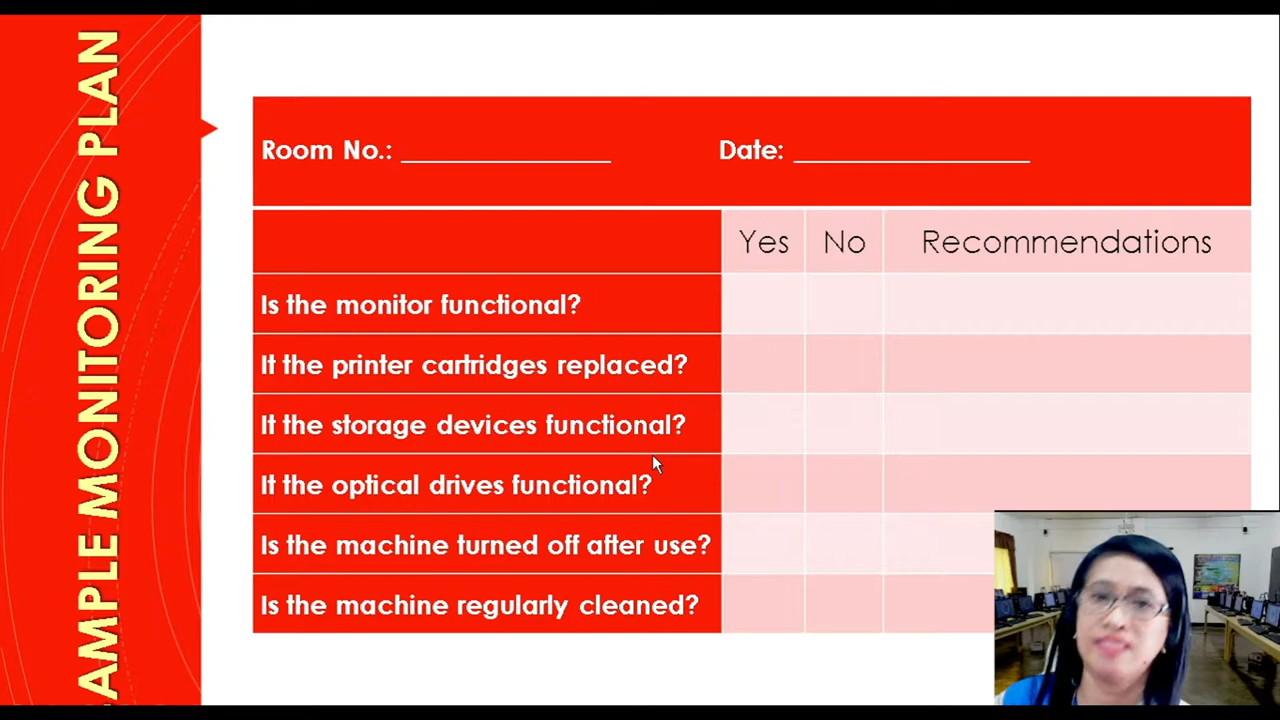 SAMPLE MONITORING PLAN
Room No.: _______________ Date: _________________
Yes No Recommendations
Is the monitor functional?
It the printer cartridges replaced?
It the storage devices functional?
It the optical drives functional?
Is the machine turned off after use?
Is the machine regularly cleaned?